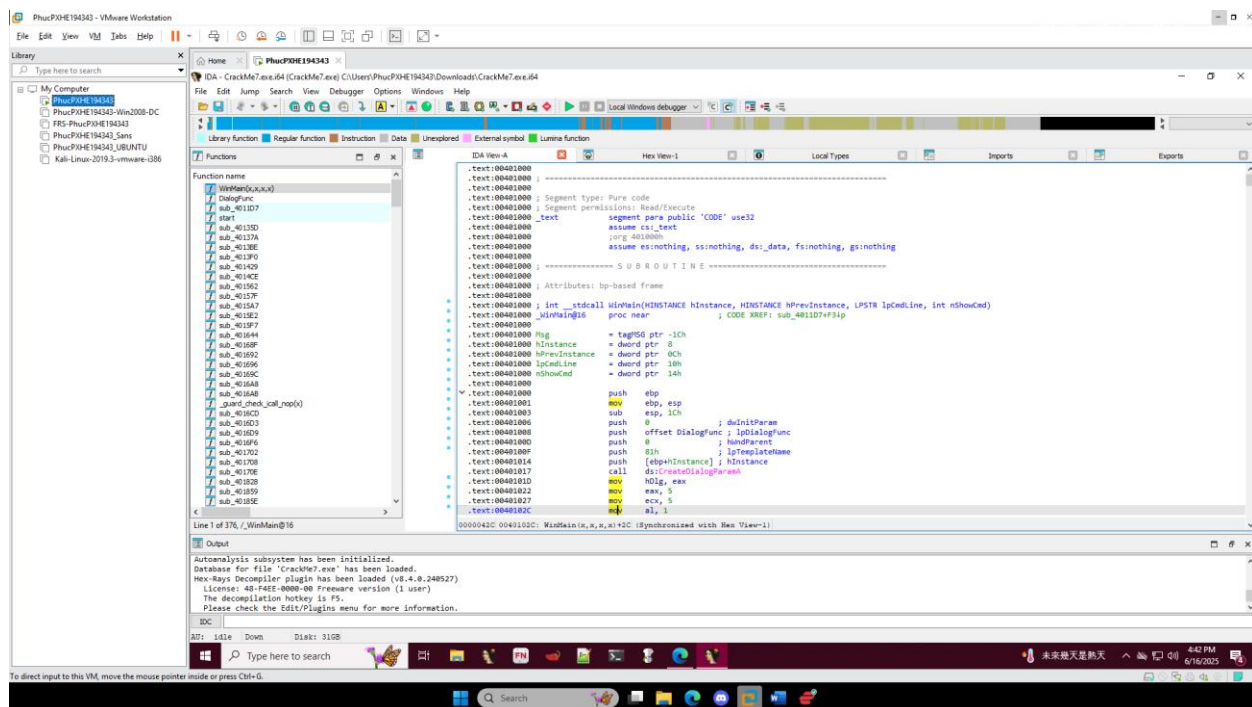 PhucPXHE194343 - VMware Workstation
File Edit View VM Tabs Help
Library
Type here to search
My Computer
PhucPXHE194343
PhucPXHE194343-Win2008-DC
FRS-PhucPXHE194343
PhucPXHE194343_Sans
PhucPXHE194343_UBUNTU
Kali-Linux-2019.3-vmware-i386
Home
PhucPXHE194343
IDA - CrackMe7.exe.i64 (CrackMe7.exe) C:\Users\PhucPXHE194343\Downloads\CrackMe7.exe.i64
File Edit Jump Search View Debugger Options Windows Help
Local Windows debugger
Library function Regular function Instruction Data Unexplored External symbol Lumina function
Functions
Function name
WinMain(x,x,x,x)
DialogFunc
sub_4011D7
start
sub_40135D
sub_40137A
sub_4013BE
sub_4013F0
sub_401429
sub_4014CE
sub_401562
sub_40157F
sub_4015A7
sub_4015E2
sub_4015F7
sub_401644
sub_40168F
sub_401692
sub_401696
sub_40169C
sub_4016A8
sub_4016AB
_guard_check_icall_nop(x)
sub_4016CD
sub_4016D3
sub_4016D9
sub_4016F6
sub_401702
sub_401708
sub_40170E
sub_401828
sub_401859
sub_40185E
Line 1 of 376, /_WinMain@16
IDA View-A Hex View-1 Local Types Imports Exports
.text:00401000
.text:00401000 ; ===========================================================================
.text:00401000
.text:00401000 ; Segment type: Pure code
.text:00401000 ; Segment permissions: Read/Execute
.text:00401000 _text segment para public 'CODE' use32
.text:00401000 assume cs:_text
.text:00401000 ;org 401000h
.text:00401000 assume es:nothing, ss:nothing, ds:_data, fs:nothing, gs:nothing
.text:00401000
.text:00401000 ; =============== S U B R O U T I N E =======================================
.text:00401000
.text:00401000 ; Attributes: bp-based frame
.text:00401000
.text:00401000 ; int __stdcall WinMain(HINSTANCE hInstance, HINSTANCE hPrevInstance, LPSTR lpCmdLine, int nShowCmd)
.text:00401000 _WinMain@16 proc near ; CODE XREF: sub_4011D7+F3↓p
.text:00401000
.text:00401000 Msg = tagMSG ptr -1Ch
.text:00401000 hInstance = dword ptr 8
.text:00401000 hPrevInstance = dword ptr 0Ch
.text:00401000 lpCmdLine = dword ptr 10h
.text:00401000 nShowCmd = dword ptr 14h
.text:00401000
.text:00401000 push ebp
.text:00401001 mov ebp, esp
.text:00401003 sub esp, 1Ch
.text:00401006 push 0 ; dwInitParam
.text:00401008 push offset DialogFunc ; lpDialogFunc
.text:0040100D push 0 ; hWndParent
.text:0040100F push 81h ; lpTemplateName
.text:00401014 push [ebp+hInstance] ; hInstance
.text:00401017 call ds:CreateDialogParamA
.text:0040101D mov hDlg, eax
.text:00401022 mov eax, 5
.text:00401027 mov ecx, 5
.text:0040102C mov al, 1
0000042C 0040102C: WinMain(x,x,x,x)+2C (Synchronized with Hex View-1)
Output
Autoanalysis subsystem has been initialized.
Database for file 'CrackMe7.exe' has been loaded.
Hex-Rays Decompiler plugin has been loaded (v8.4.0.240527)
License: 48-F4EE-0000-00 Freeware version (1 user)
The decompilation hotkey is F5.
Please check the Edit/Plugins menu for more information.
IDC
AU: idle Down Disk: 31GB
Type here to search
FN
未來幾天是熱天
4:42 PM
6/16/2025
To direct input to this VM, move the mouse pointer inside or press Ctrl+G.
Search